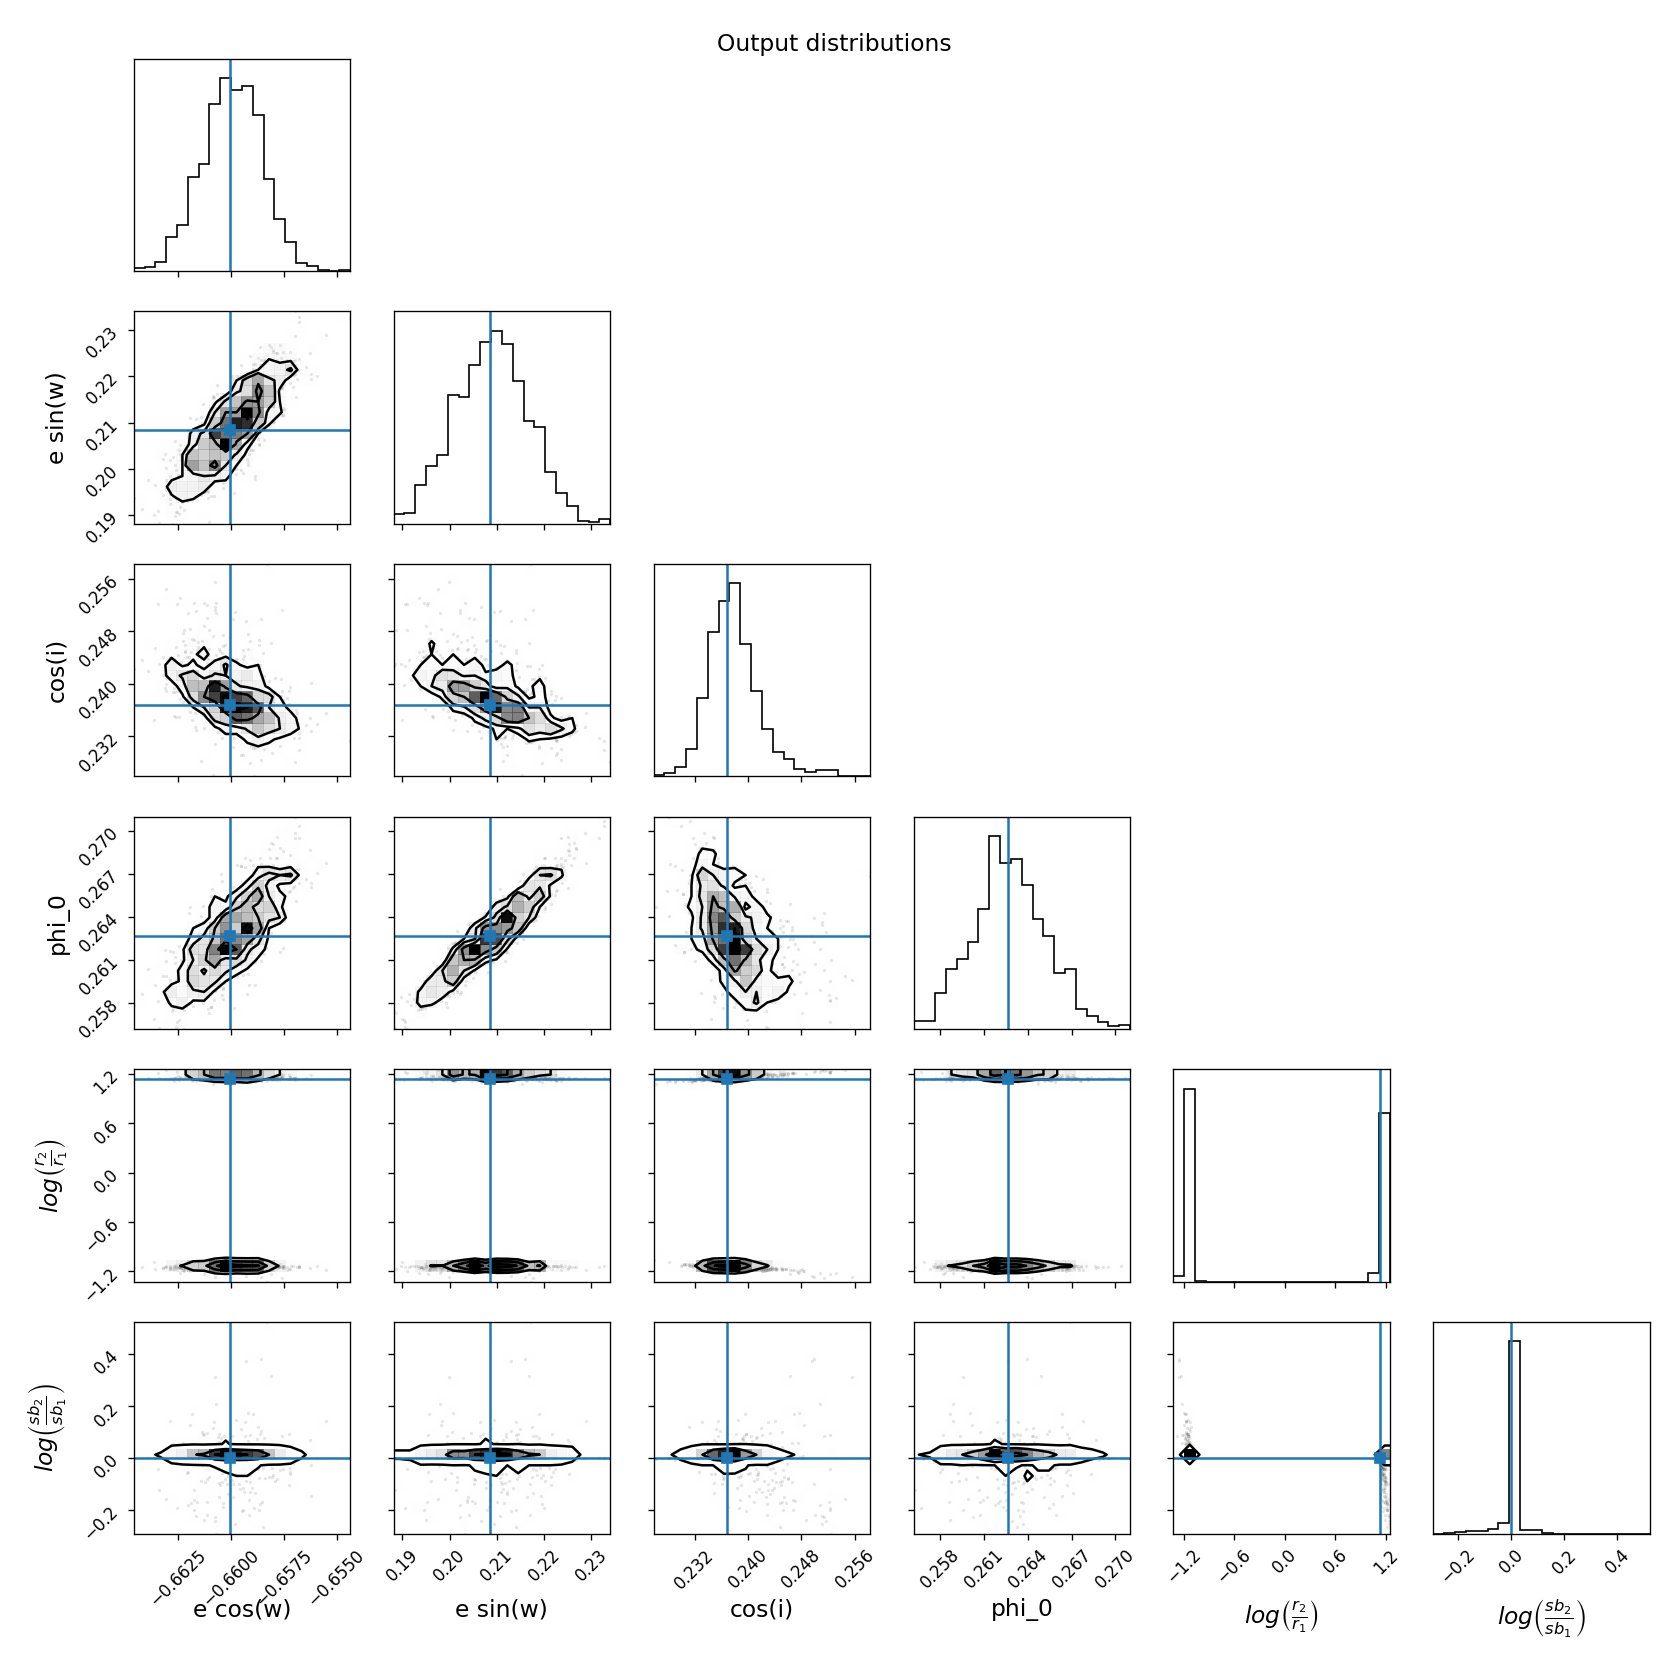 Output distributions
e sin(w)
0.23
0.22
0.21
0.20
0.19
cos(i)
0.256
0.248
0.240
0.232
phi_0
0.270
0.267
0.264
0.261
0.258
log(r2/r1)
1.2
0.6
0.0
−0.6
−1.2
log(sb2/sb1)
0.4
0.2
0.0
−0.2
−0.6625 −0.6600 −0.6575 −0.6550
0.19 0.20 0.21 0.22 0.23
0.232 0.240 0.248 0.256
0.258 0.261 0.264 0.267 0.270
−1.2 −0.6 0.0 0.6 1.2
−0.2 0.0 0.2 0.4
e cos(w) e sin(w) cos(i) phi_0 log(r2/r1) log(sb2/sb1)